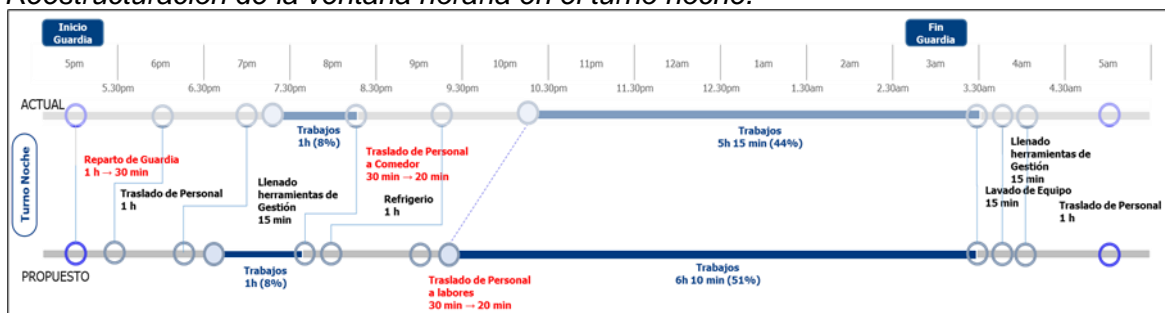 Reestructuración de la ventana horaria en el turno noche.
Inicio
Guardia
Fin
Guardia
5pm 6pm 7pm 8pm 9pm 10pm 11pm 12am 1am 2am 3am 4am 5am
5.30pm 6.30pm 7.30pm 8.30pm 9.30pm 10.30pm 11.30pm 12.30pm 1.30am 2.30am 3.30am 4.30am
ACTUAL
Turno Noche
Reparto de Guardia
1 h → 30 min
Traslado de Personal
1 h
Llenado
herramientas de
Gestión
15 min
Trabajos
1h (8%)
Traslado de Personal
a Comedor
30 min → 20 min
Refrigerio
1 h
Trabajos
5h 15 min (44%)
Llenado
herramientas de
Gestión
15 min
Lavado de Equipo
15 min
Traslado de Personal
1 h
PROPUESTO
Trabajos
1h (8%)
Traslado de Personal
a labores
30 min → 20 min
Trabajos
6h 10 min (51%)